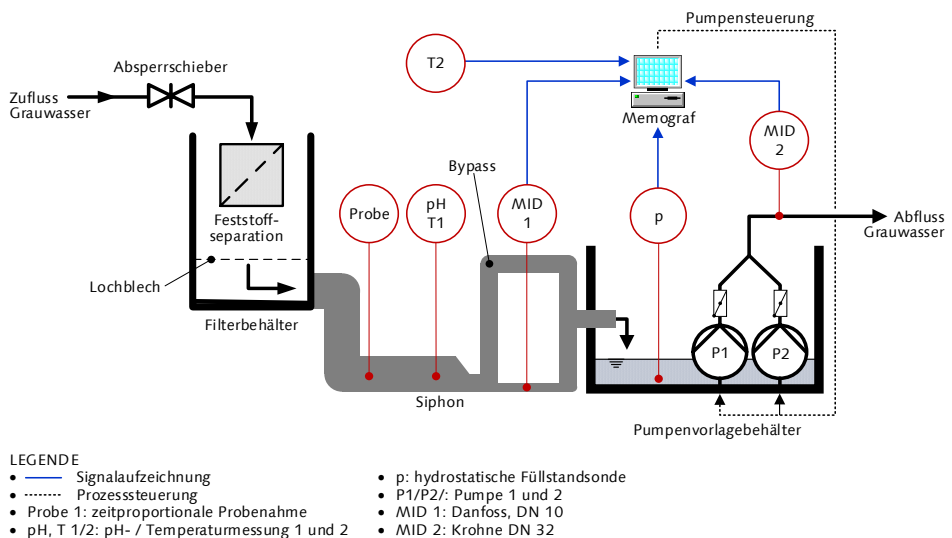 Pumpensteuerung
Absperrschieber
T2
Zufluss
Grauwasser
Memograf
MID
2
Bypass
Feststoff-
separation
Probe
pH
T1
MID
1
p
Abfluss
Grauwasser
Lochblech
Filterbehälter
P1
P2
Siphon
Pumpenvorlagebehälter
LEGENDE
• Signalaufzeichnung
• Prozesssteuerung
• Probe 1: zeitproportionale Probenahme
• pH, T 1/2: pH- / Temperaturmessung 1 und 2
• p: hydrostatische Füllstandsonde
• P1/P2/: Pumpe 1 und 2
• MID 1: Danfoss, DN 10
• MID 2: Krohne DN 32